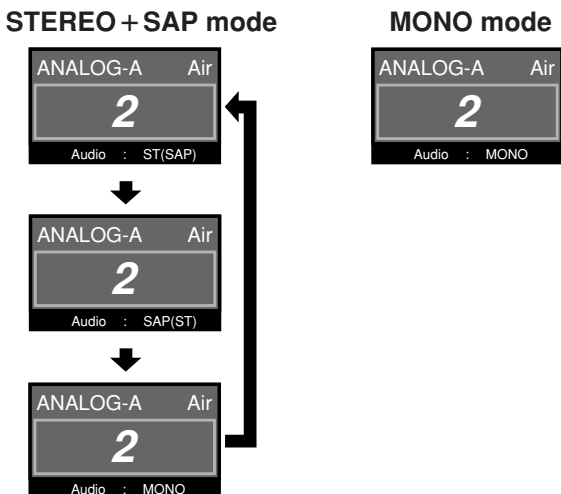 STEREO+SAP mode
ANALOG-A Air
2
Audio : ST(SAP)
ANALOG-A Air
2
Audio : SAP(ST)
ANALOG-A Air
2
Audio : MONO
MONO mode
ANALOG-A Air
2
Audio : MONO